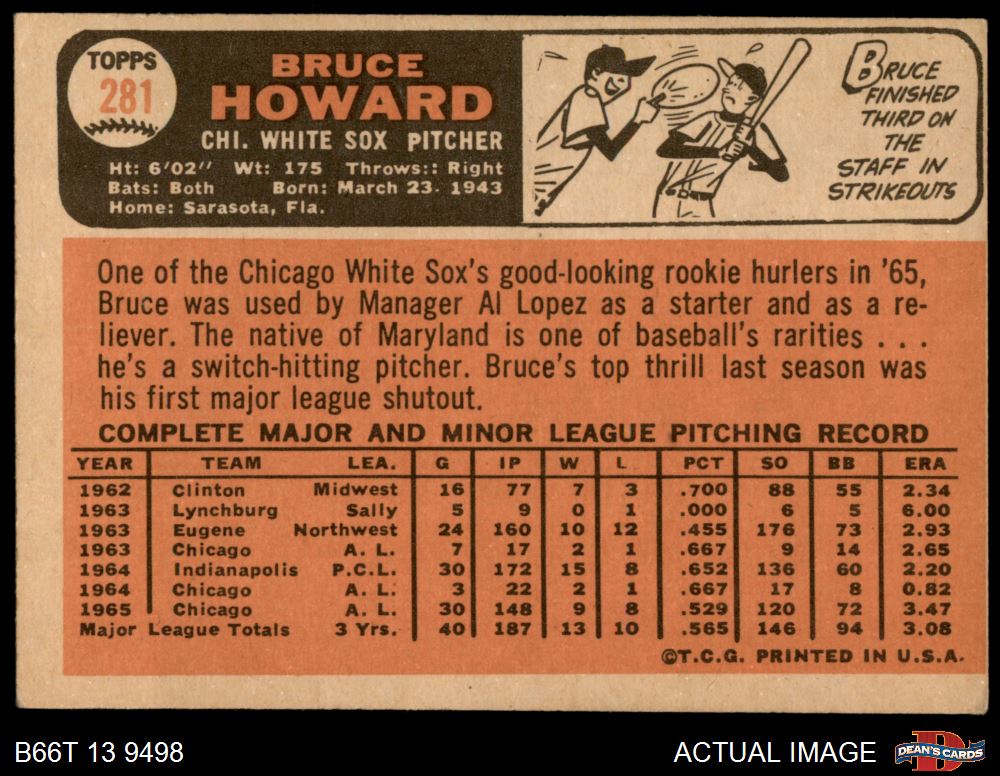 TOPPS
281
BRUCE
HOWARD
CHI. WHITE SOX PITCHER
Ht: 6'02" Wt: 175 Throws:: Right
Bats: Both Born: March 23. 1943
Home: Sarasota, Fla.
BRUCE
FINISHED
THIRD ON
THE
STAFF IN
STRIKEOUTS
One of the Chicago White Sox's good-looking rookie hurlers in '65,
Bruce was used by Manager Al Lopez as a starter and as a re-
liever. The native of Maryland is one of baseball's rarities . . .
he's a switch-hitting pitcher. Bruce's top thrill last season was
his first major league shutout.
COMPLETE MAJOR AND MINOR LEAGUE PITCHING RECORD
YEAR TEAM LEA. G IP W L PCT SO BB ERA
1962 Clinton Midwest 16 77 7 3 .700 88 55 2.34
1963 Lynchburg Sally 5 9 0 1 .000 6 5 6.00
1963 Eugene Northwest 24 160 10 12 .455 176 73 2.93
1963 Chicago A. L. 7 17 2 1 .667 9 14 2.65
1964 Indianapolis P.C.L. 30 172 15 8 .652 136 60 2.20
1964 Chicago A. L. 3 22 2 1 .667 17 8 0.82
1965 Chicago A. L. 30 148 9 8 .529 120 72 3.47
Major League Totals 3 Yrs. 40 187 13 10 .565 146 94 3.08
©T.C.G. PRINTED IN U.S.A.
B66T 13 9498
ACTUAL IMAGE
D
DEAN'S CARDS